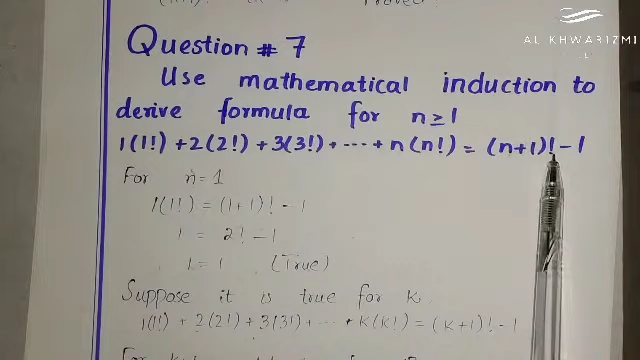 Proved
AL KHWARIZMI
Question # 7
Use mathematical induction to
derive formula for n ≥ 1
1(1!) + 2(2!) + 3(3!) + --- + n(n!) = (n+1)! - 1
For n = 1
1(1!) = (1+1)! - 1
1 = 2! - 1
1 = 1 (True)
Suppose it is true for k.
1(1!) + 2(2!) + 3(3!) + --- + k(k!) = (k+1)! - 1